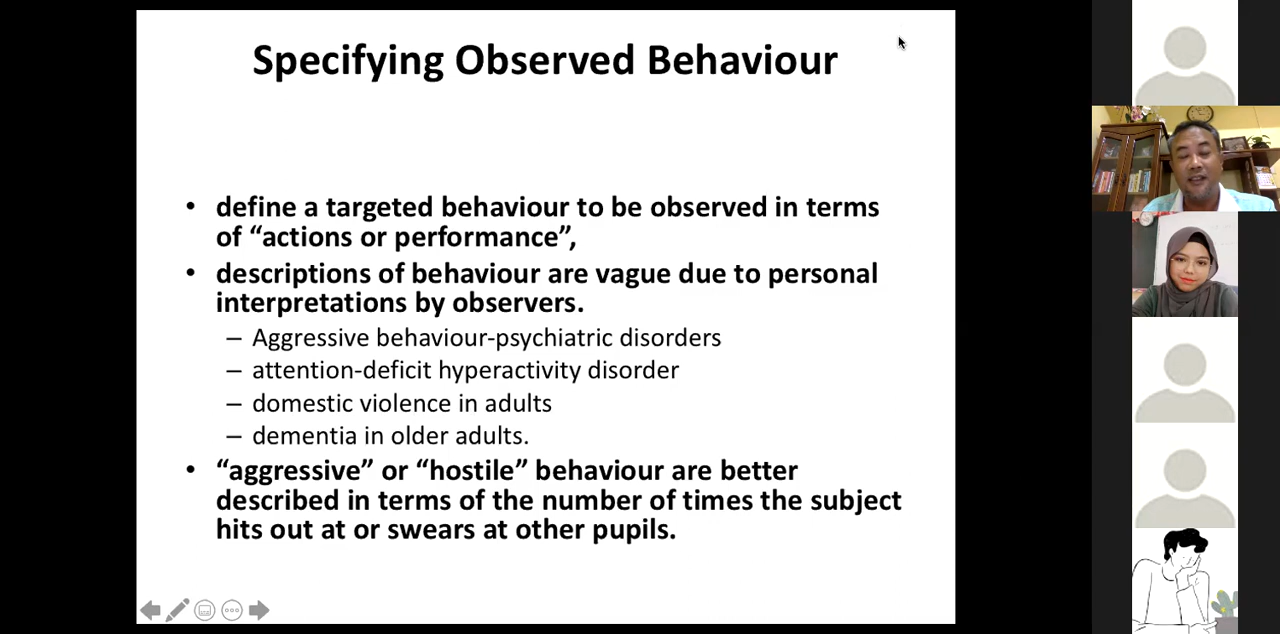 Specifying Observed Behaviour
• define a targeted behaviour to be observed in terms
of “actions or performance”,
• descriptions of behaviour are vague due to personal
interpretations by observers.
– Aggressive behaviour-psychiatric disorders
– attention-deficit hyperactivity disorder
– domestic violence in adults
– dementia in older adults.
• “aggressive” or “hostile” behaviour are better
described in terms of the number of times the subject
hits out at or swears at other pupils.